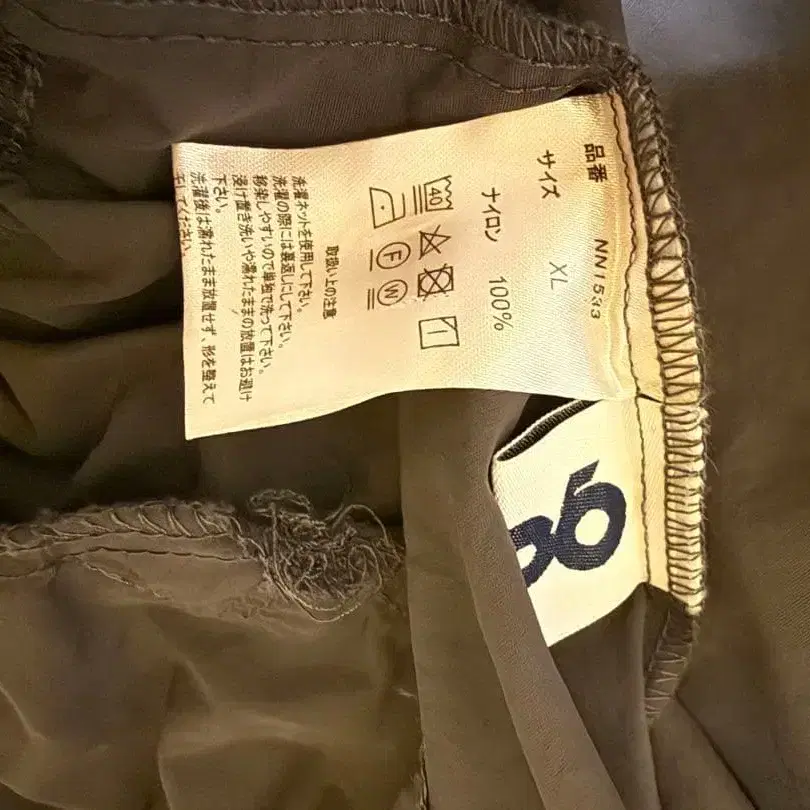 品番 NN1533
サイズ XL
ナイロン 100%
40
F W
取扱い上の注意
洗濯ネットを使用して下さい。
洗濯の際には裏返しにして下さい。
移染しやすいので単独で洗って下さい。
浸け置き洗いや濡れたままの放置はお避け
下さい。
洗濯後は濡れたまま放置せず、形を整えて
干してください。